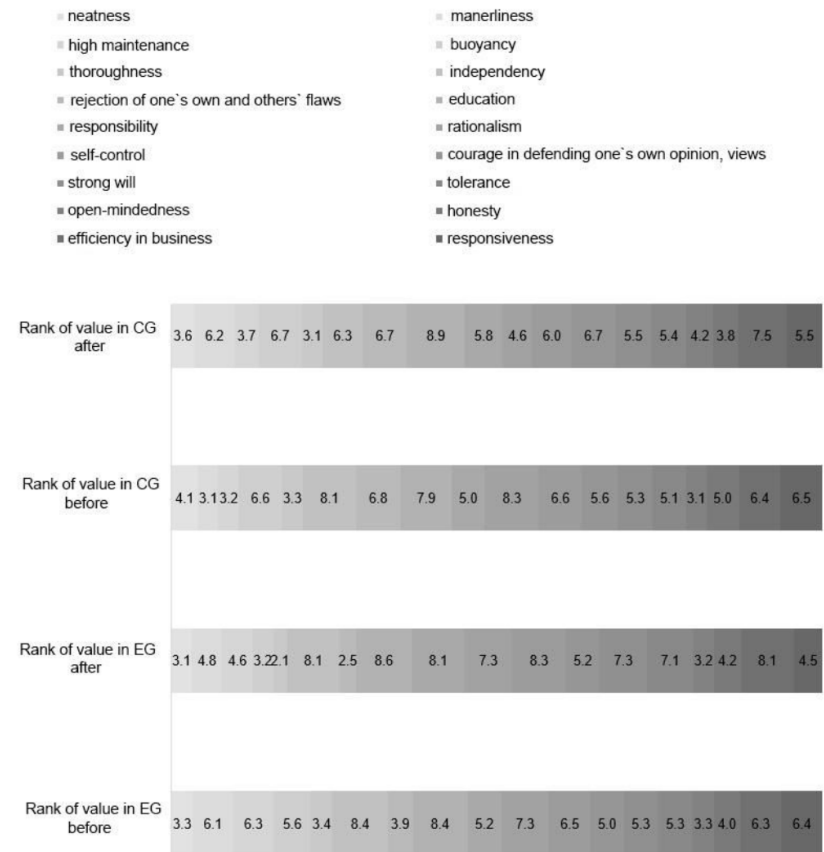 neatness manerliness
high maintenance buoyancy
thoroughness independency
rejection of one`s own and others` flaws education
responsibility rationalism
self-control courage in defending one`s own opinion, views
strong will tolerance
open-mindedness honesty
efficiency in business responsiveness
Rank of value in CG
after
3.6 6.2 3.7 6.7 3.1 6.3 6.7 8.9 5.8 4.6 6.0 6.7 5.5 5.4 4.2 3.8 7.5 5.5
Rank of value in CG
before
4.1 3.1 3.2 6.6 3.3 8.1 6.8 7.9 5.0 8.3 6.6 5.6 5.3 5.1 3.1 5.0 6.4 6.5
Rank of value in EG
after
3.1 4.8 4.6 3.2 2.1 8.1 2.5 8.6 8.1 7.3 8.3 5.2 7.3 7.1 3.2 4.2 8.1 4.5
Rank of value in EG
before
3.3 6.1 6.3 5.6 3.4 8.4 3.9 8.4 5.2 7.3 6.5 5.0 5.3 5.3 3.3 4.0 6.3 6.4